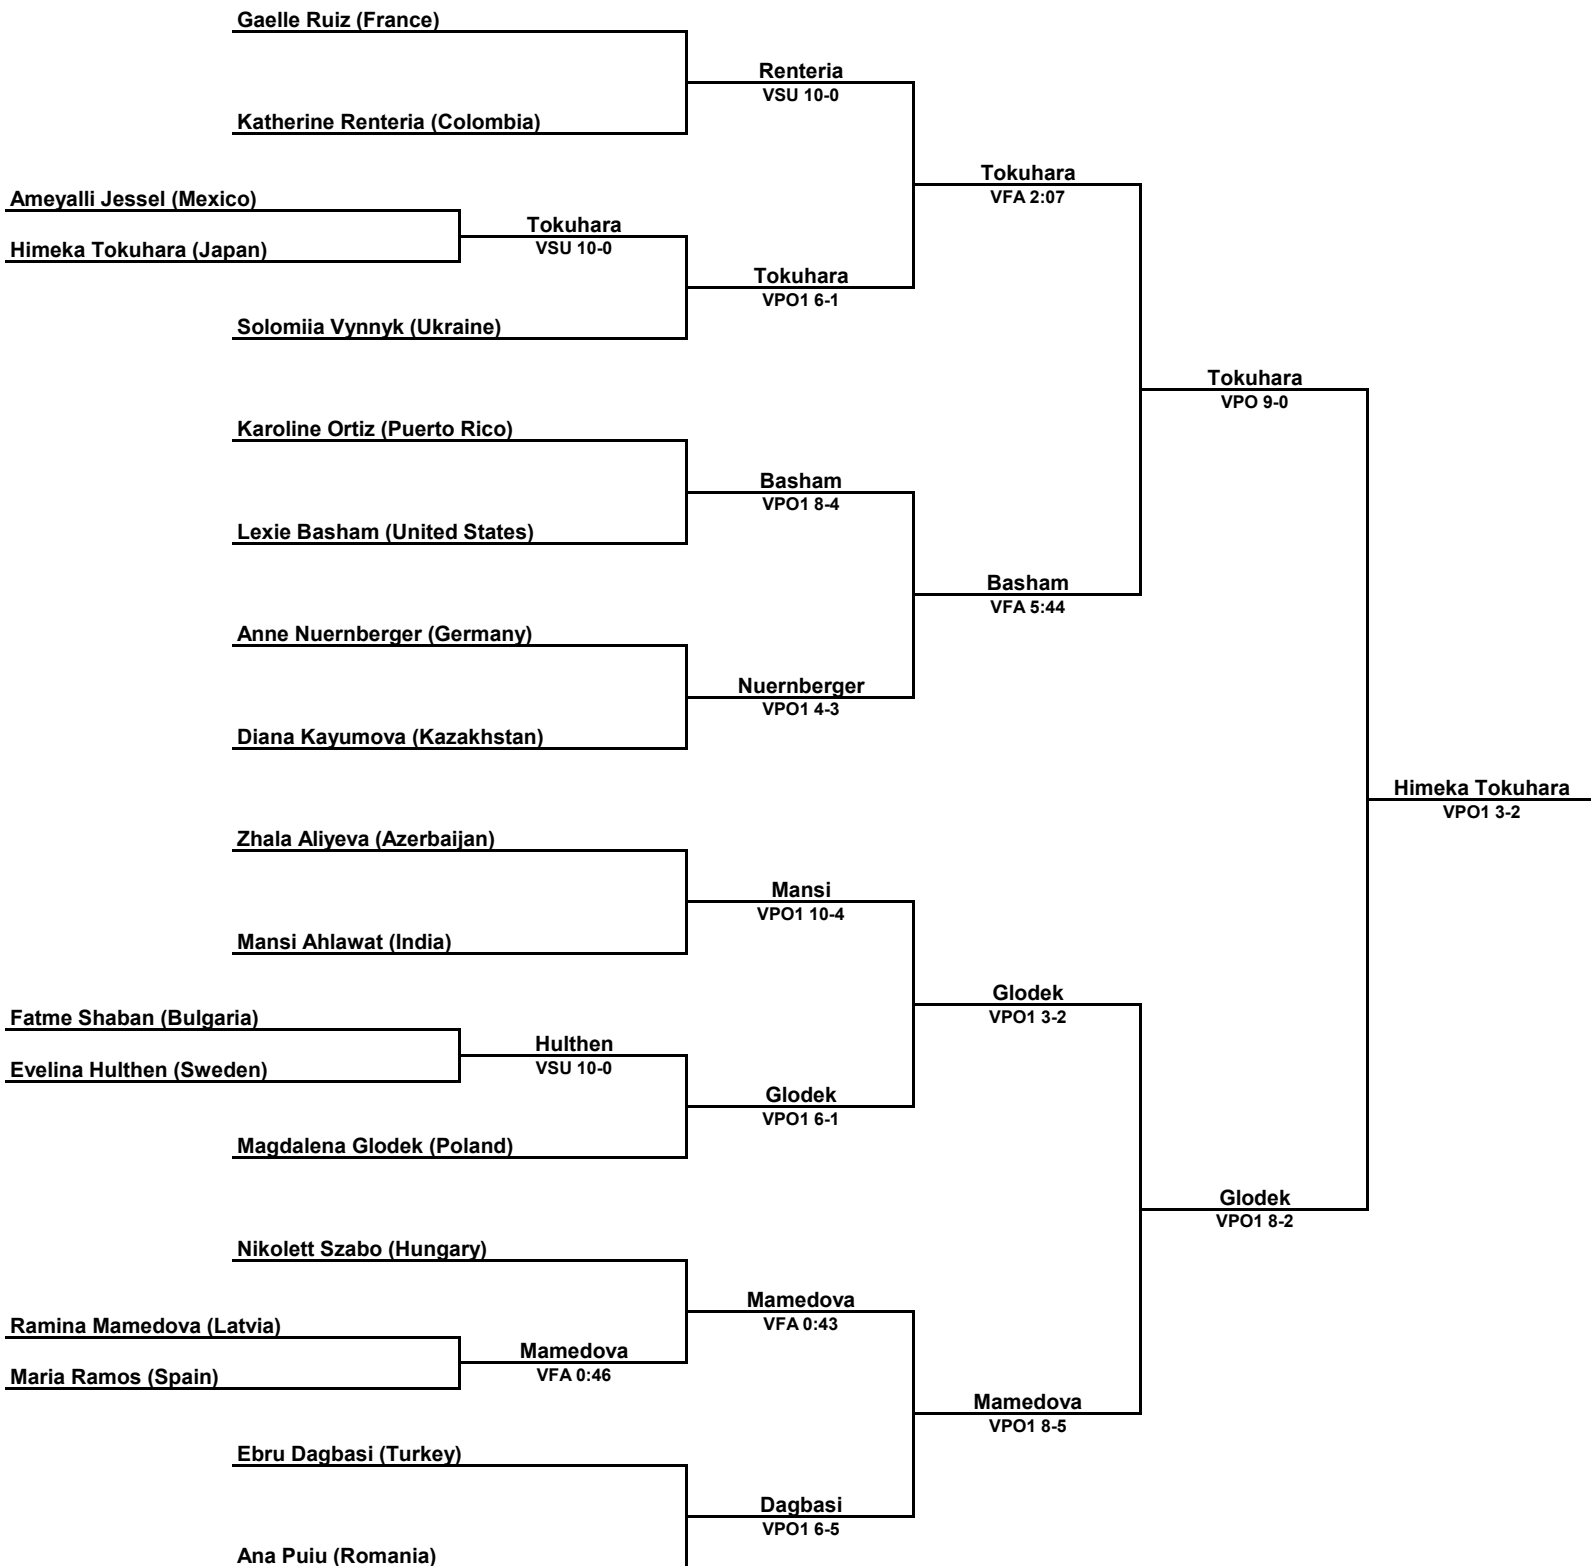 Gaelle Ruiz (France)
Renteria
VSU 10-0
Katherine Renteria (Colombia)
Tokuhara
VFA 2:07
Ameyalli Jessel (Mexico)
Tokuhara
VSU 10-0
Himeka Tokuhara (Japan)
Tokuhara
VPO1 6-1
Solomiia Vynnyk (Ukraine)
Tokuhara
VPO 9-0
Karoline Ortiz (Puerto Rico)
Basham
VPO1 8-4
Lexie Basham (United States)
Basham
VFA 5:44
Anne Nuernberger (Germany)
Nuernberger
VPO1 4-3
Diana Kayumova (Kazakhstan)
Himeka Tokuhara
VPO1 3-2
Zhala Aliyeva (Azerbaijan)
Mansi
VPO1 10-4
Mansi Ahlawat (India)
Glodek
VPO1 3-2
Fatme Shaban (Bulgaria)
Hulthen
VSU 10-0
Evelina Hulthen (Sweden)
Glodek
VPO1 6-1
Magdalena Glodek (Poland)
Glodek
VPO1 8-2
Nikolett Szabo (Hungary)
Mamedova
VFA 0:43
Ramina Mamedova (Latvia)
Mamedova
VFA 0:46
Maria Ramos (Spain)
Mamedova
VPO1 8-5
Ebru Dagbasi (Turkey)
Dagbasi
VPO1 6-5
Ana Puiu (Romania)